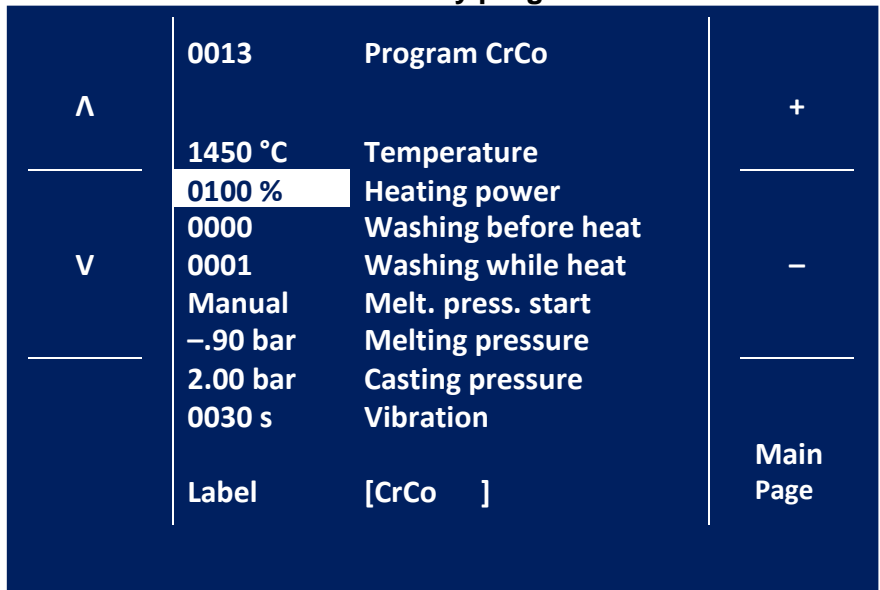 0013 Program CrCo
Λ
+
1450 °C Temperature
0100 % Heating power
0000 Washing before heat
V
0001 Washing while heat
–
Manual Melt. press. start
–.90 bar Melting pressure
2.00 bar Casting pressure
0030 s Vibration
Main
Page
Label [CrCo ]